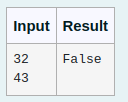 Input Result
32 False
43